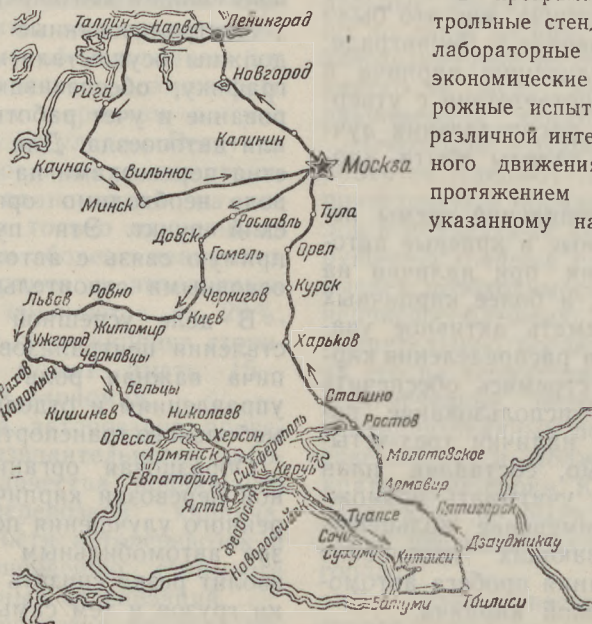 трольные стенд
лабораторные
экономические
рожные испыт
различной инте
ного движения
протяжением
указанному на
Таллин
Нарва
Ленинград
Новгород
Рига
Калинин
Каунас
Вильнюс
Москва
Минск
Рославль
Тула
Довск
Гомель
Орел
Чернигов
Курск
Львов
Ровно
Житомир
Киев
Ужгород
Черновцы
Харьков
Рахов
Коломыя
Бельцы
Сталино
Кишинев
Николаев
Ростов
Одесса
Херсон
Армянск
Симферополь
Молотовское
Евпатория
Керчь
Армавир
Ялта
Феодосия
Пятигорск
Новороссийск
Туапсе
Дзауджикау
Сочи
Сухуми
Кутаиси
Батуми
Тбилиси